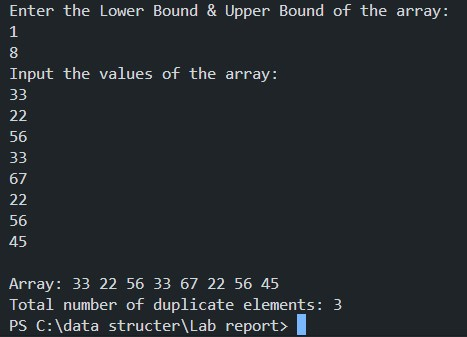 Enter the Lower Bound & Upper Bound of the array:
1
8
Input the values of the array:
33
22
56
33
67
22
56
45
Array: 33 22 56 33 67 22 56 45
Total number of duplicate elements: 3
PS C:\data structer\Lab report>